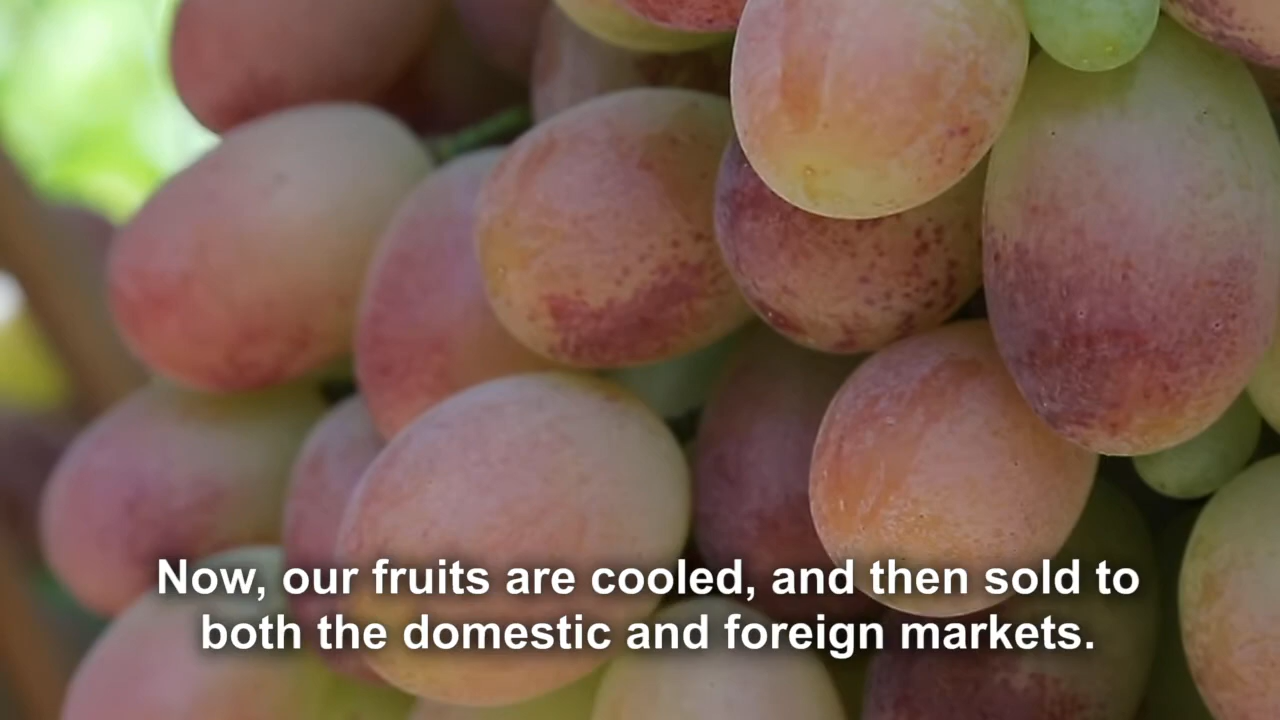 Now, our fruits are cooled, and then sold to
both the domestic and foreign markets.